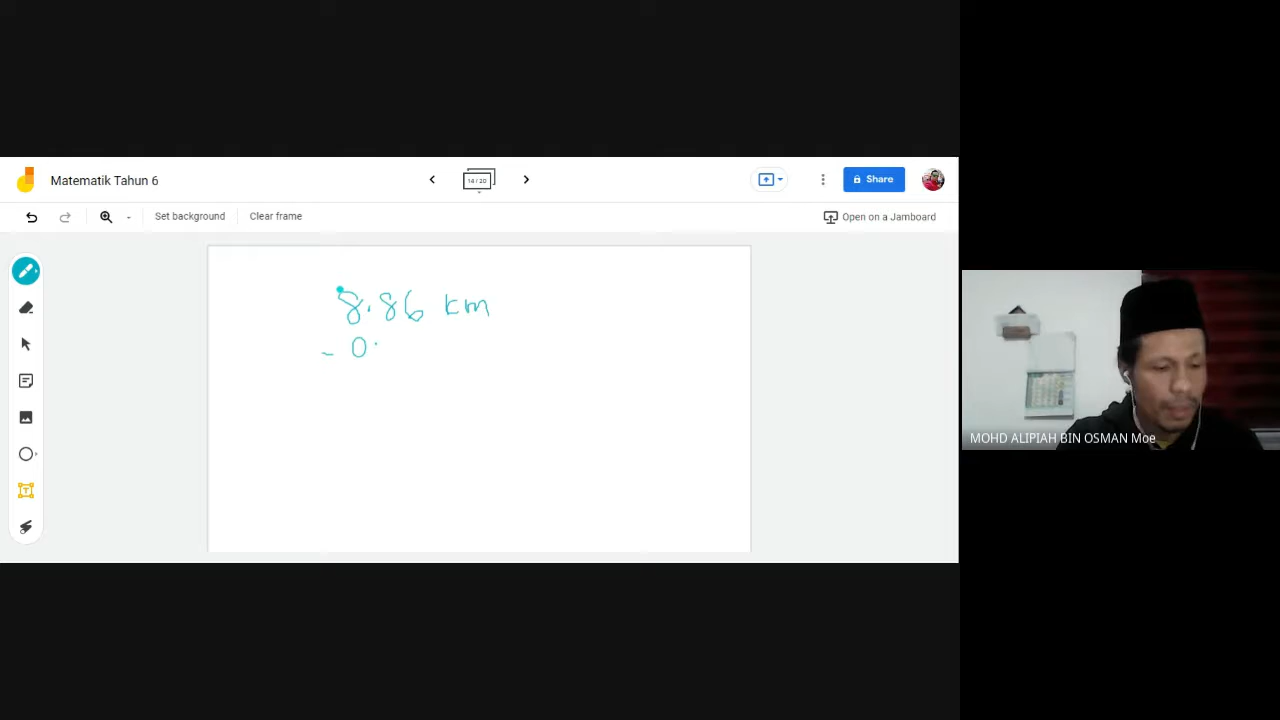 Matematik Tahun 6
14 / 20
Share
Set background
Clear frame
Open on a Jamboard
8.86 km
- 0.
T
MOHD ALIPIAH BIN OSMAN Moe